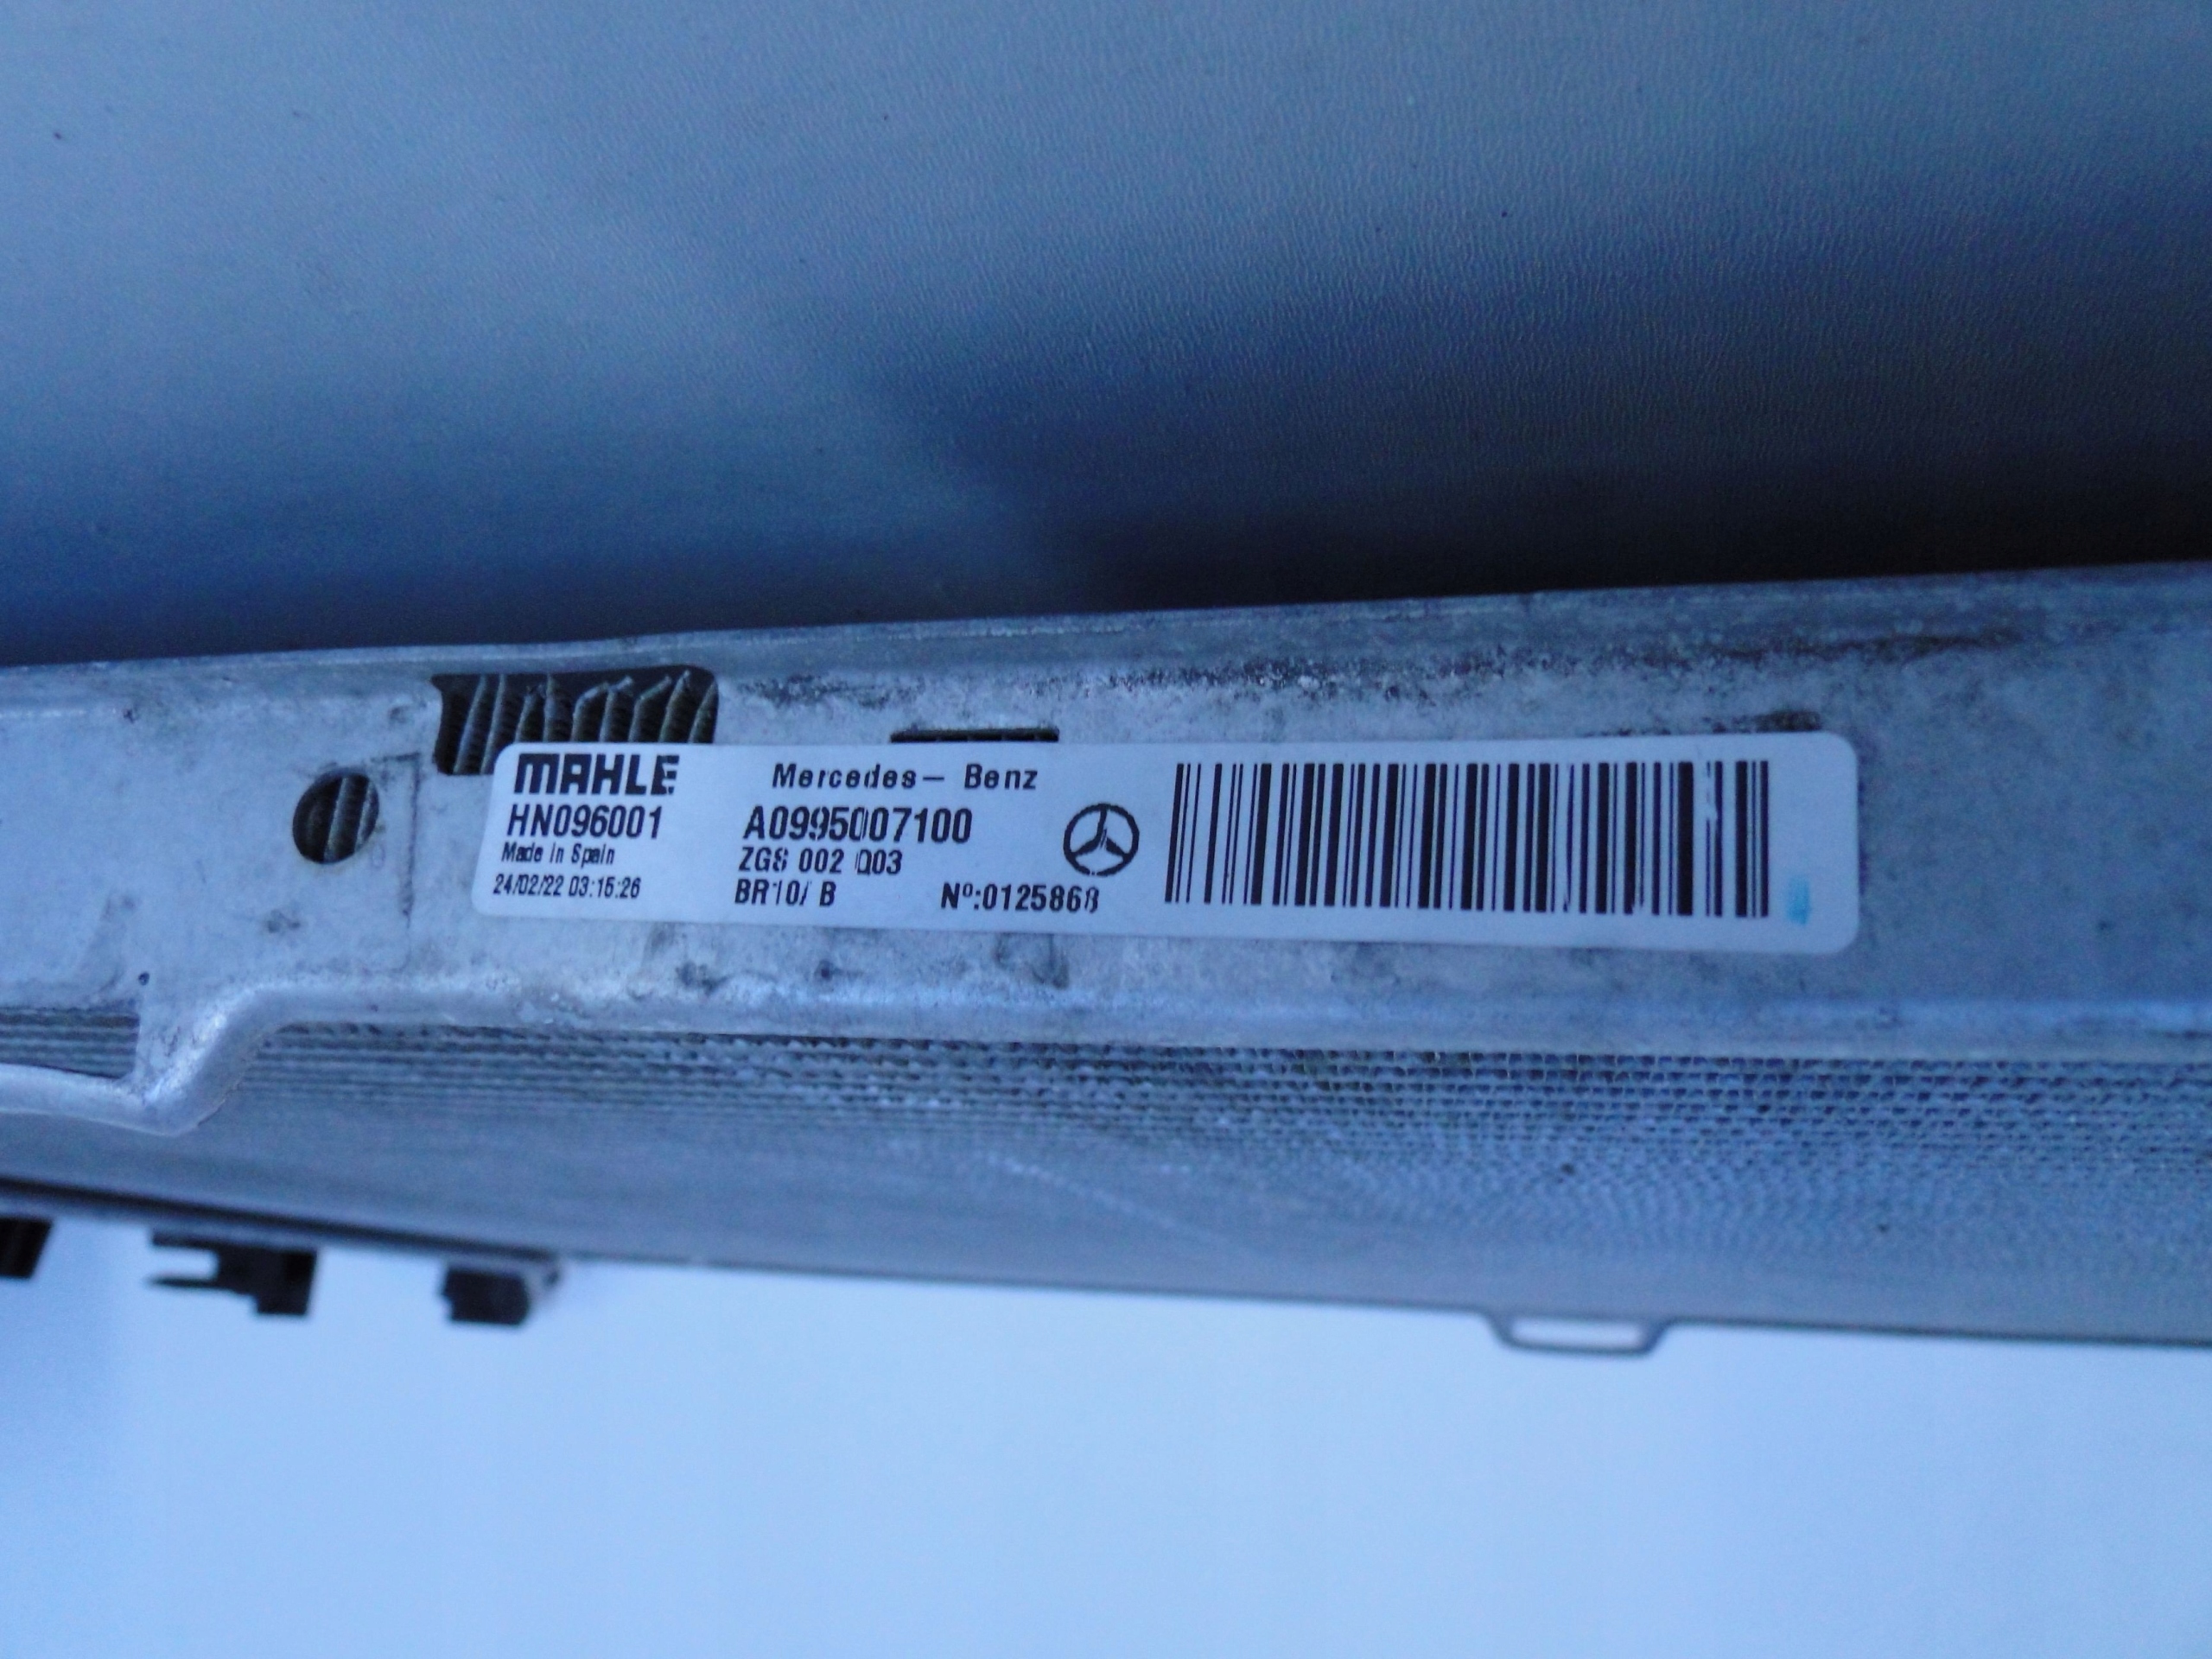 MAHLE
HN096001
Made in Spain
24/02/22 03:15:26
Mercedes- Benz
A0995007100
ZGS 002 Q03
BR10/ B
Nº:0125868